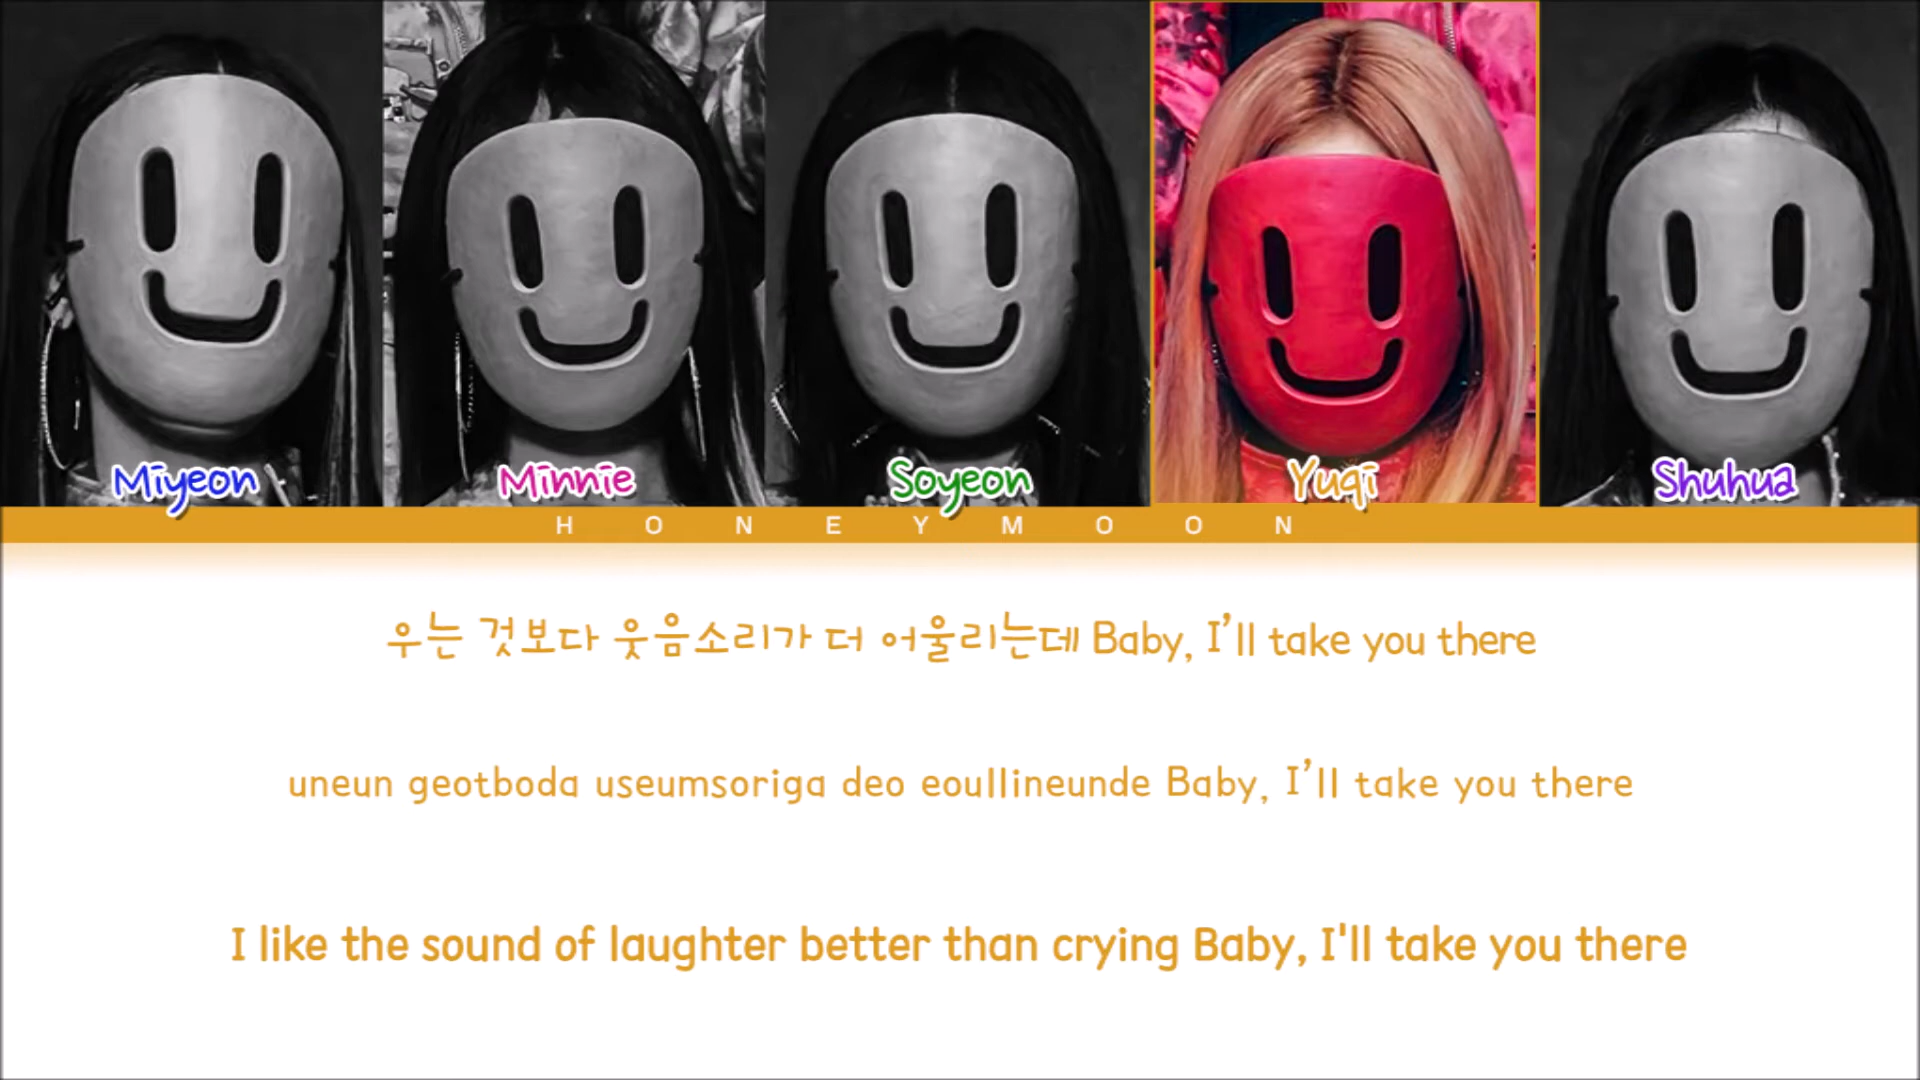 Miyeon
Minnie
Soyeon
Yuqi
Shuhua
HONEYMOON
우는 것보다 웃음소리가 더 어울리는데 Baby, I’ll take you there
uneun geotboda useumsoriga deo eoullineunde Baby, I’ll take you there
I like the sound of laughter better than crying Baby, I'll take you there